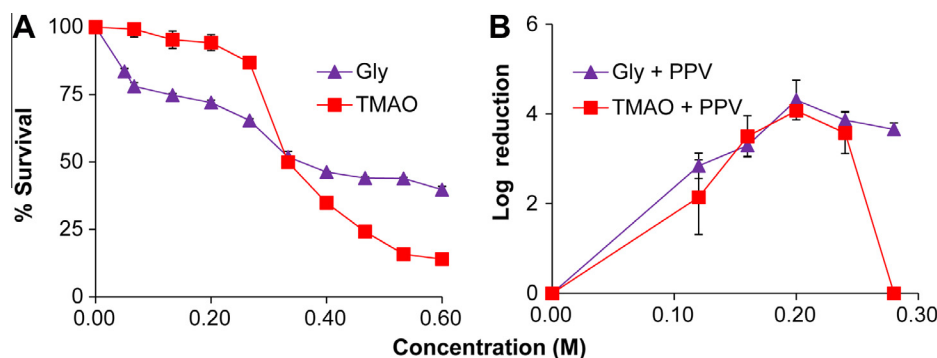 A
100
75
50
25
0
% Survival
Gly
TMAO
0.00
0.20
0.40
0.60
B
6
4
2
0
Log reduction
Gly + PPV
TMAO + PPV
0.00
0.10
0.20
0.30
Concentration (M)